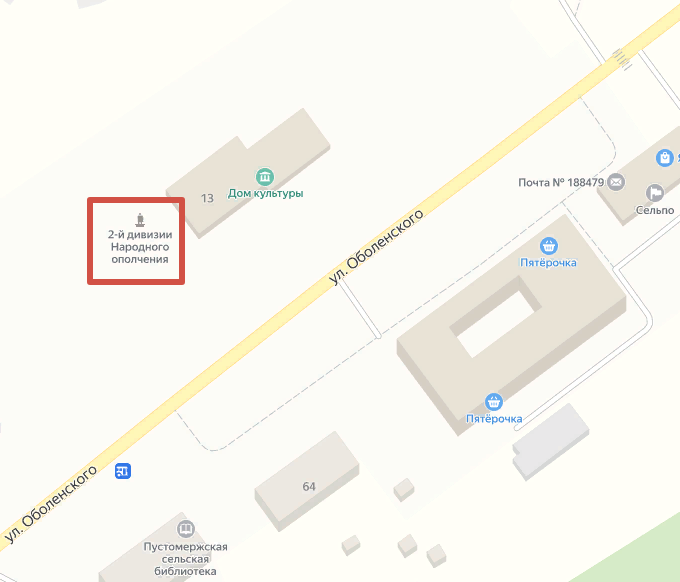 13
Дом культуры
Почта № 188479
Сельпо
2-й дивизии
Народного
ополчения
ул. Оболенского
Пятёрочка
Пятёрочка
ул. Оболенского
64
Пустомержская
сельская
библиотека